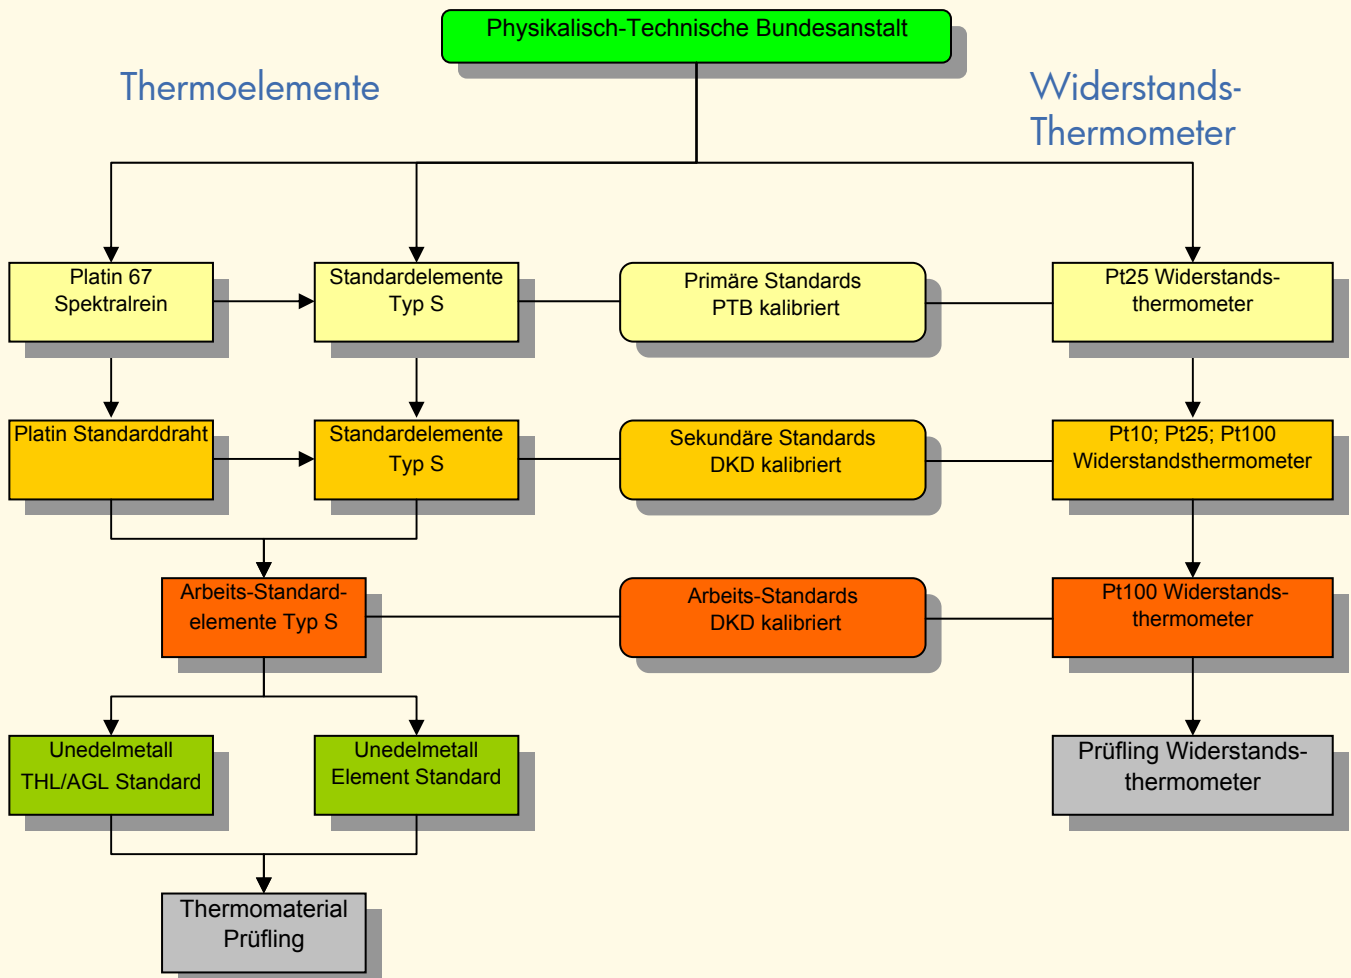 Physikalisch-Technische Bundesanstalt
Thermoelemente
Widerstands-
Thermometer
Platin 67
Spektralrein
Standardelemente
Typ S
Primäre Standards
PTB kalibriert
Pt25 Widerstands-
thermometer
Platin Standarddraht
Standardelemente
Typ S
Sekundäre Standards
DKD kalibriert
Pt10; Pt25; Pt100
Widerstandsthermometer
Arbeits-Standard-
elemente Typ S
Arbeits-Standards
DKD kalibriert
Pt100 Widerstands-
thermometer
Unedelmetall
THL/AGL Standard
Unedelmetall
Element Standard
Prüfling Widerstands-
thermometer
Thermomaterial
Prüfling